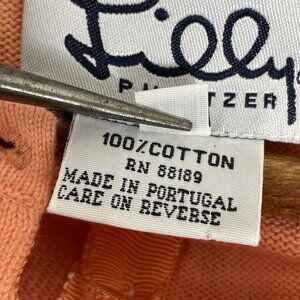 Lilly
PULITZER
100% COTTON
RN 88189
MADE IN PORTUGAL
CARE ON REVERSE